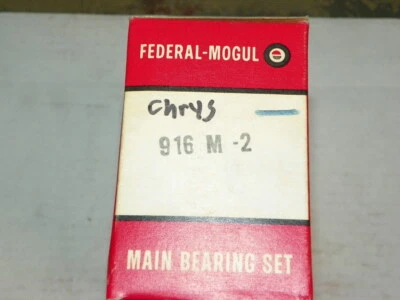 FEDERAL-MOGUL
Chrys
916 M -2
MAIN BEARING SET